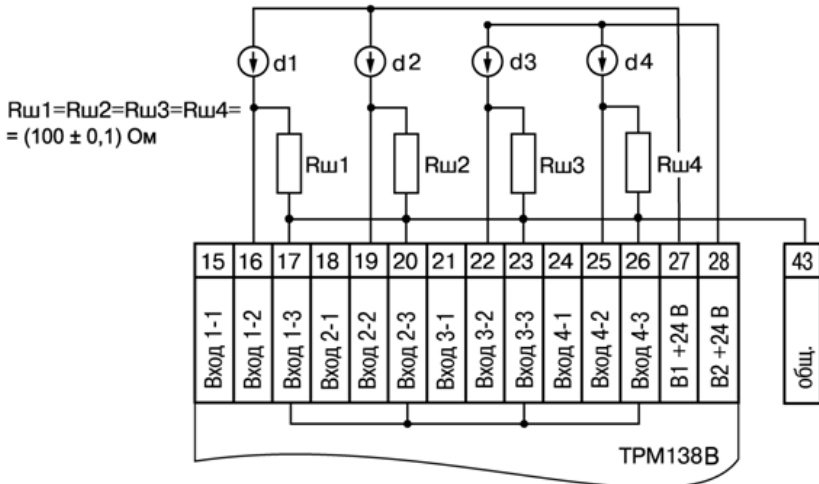 d1
d2
d3
d4
Rш1=Rш2=Rш3=Rш4=
= (100 ± 0,1) Ом
Rш1
Rш2
Rш3
Rш4
15 16 17 18 19 20 21 22 23 24 25 26 27 28 43
Вход 1-1
Вход 1-2
Вход 1-3
Вход 2-1
Вход 2-2
Вход 2-3
Вход 3-1
Вход 3-2
Вход 3-3
Вход 4-1
Вход 4-2
Вход 4-3
В1 +24 В
В2 +24 В
общ.
ТРМ138В